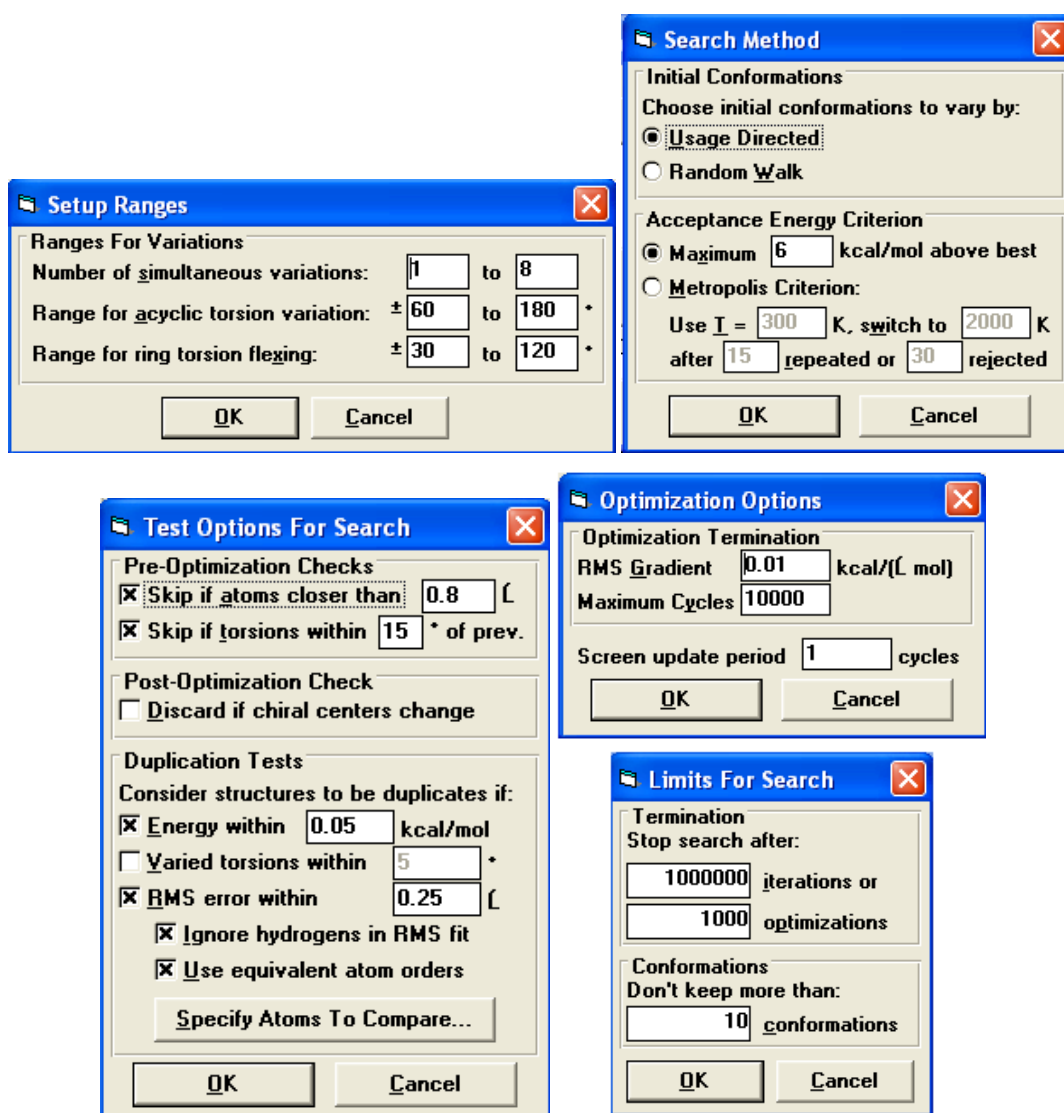 Setup Ranges
Ranges For Variations
Number of simultaneous variations: 1 to 8
Range for acyclic torsion variation: ± 60 to 180 °
Range for ring torsion flexing: ± 30 to 120 °
OK Cancel
Search Method
Initial Conformations
Choose initial conformations to vary by:
Usage Directed
Random Walk
Acceptance Energy Criterion
Maximum 6 kcal/mol above best
Metropolis Criterion:
Use T = 300 K, switch to 2000 K
after 15 repeated or 30 rejected
OK Cancel
Test Options For Search
Pre-Optimization Checks
Skip if atoms closer than 0.8 Ĺ
Skip if torsions within 15 ° of prev.
Post-Optimization Check
Discard if chiral centers change
Duplication Tests
Consider structures to be duplicates if:
Energy within 0.05 kcal/mol
Varied torsions within 5 °
RMS error within 0.25 Ĺ
Ignore hydrogens in RMS fit
Use equivalent atom orders
Specify Atoms To Compare...
OK Cancel
Optimization Options
Optimization Termination
RMS Gradient 0.01 kcal/(Ĺ mol)
Maximum Cycles 10000
Screen update period 1 cycles
OK Cancel
Limits For Search
Termination
Stop search after:
1000000 iterations or
1000 optimizations
Conformations
Don't keep more than:
10 conformations
OK Cancel